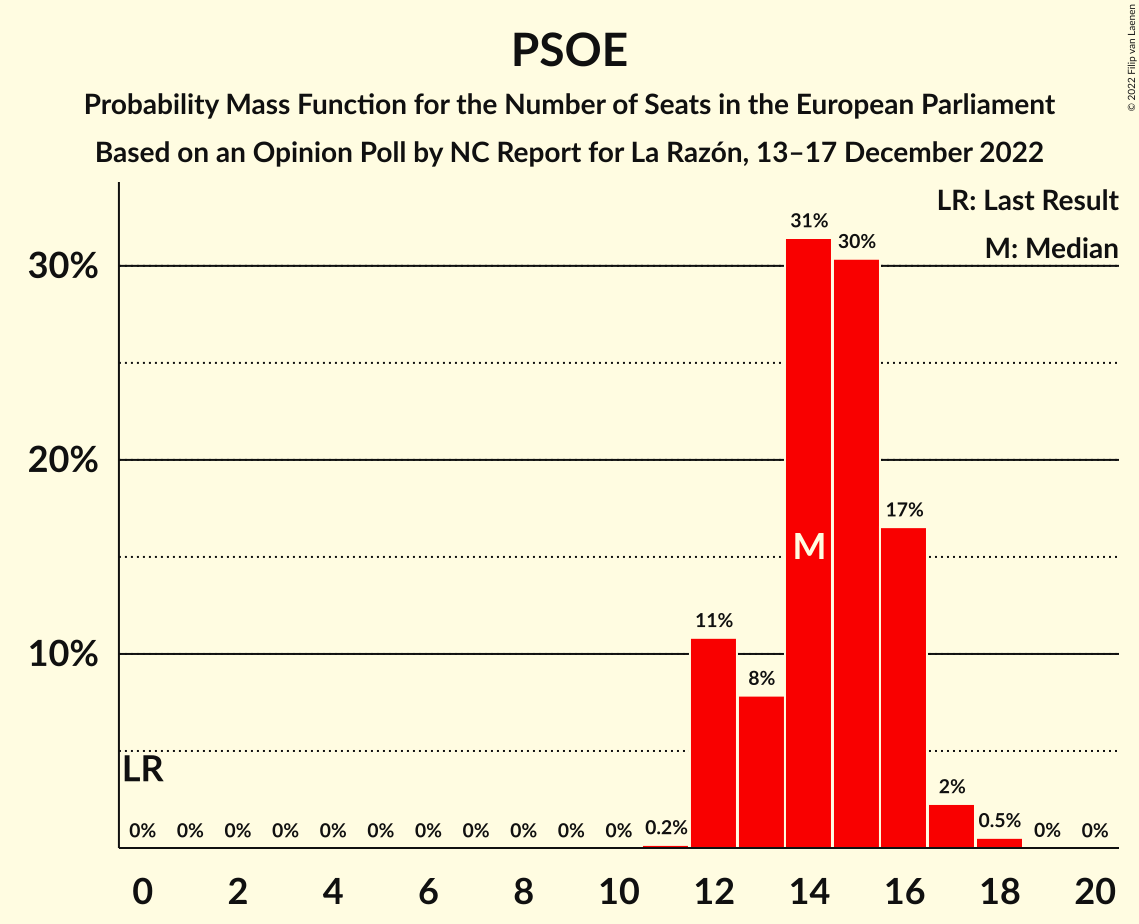 PSOE
Probability Mass Function for the Number of Seats in the European Parliament
Based on an Opinion Poll by NC Report for La Razón, 13–17 December 2022
© 2022 Filip van Laenen
LR: Last Result
M: Median
30%
20%
10%
31%
30%
17%
11%
8%
2%
0.5%
0.2%
M
LR
0% 0% 0% 0% 0% 0% 0% 0% 0% 0% 0% 0% 0%
0 2 4 6 8 10 12 14 16 18 20